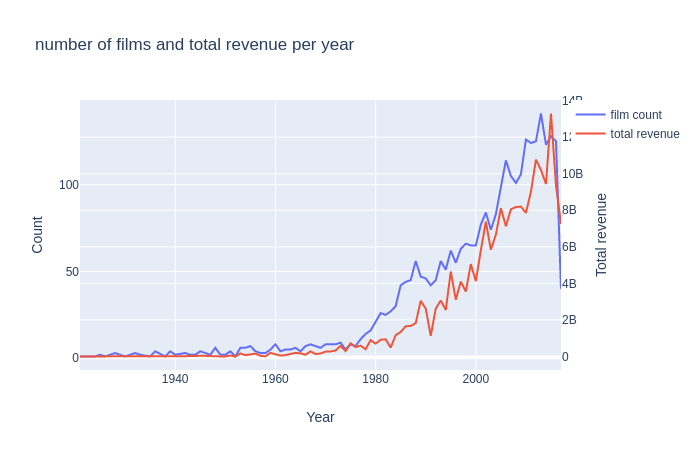 number of films and total revenue per year
film count
total revenue
Count
100
50
0
14B
12
10B
8B
6B
4B
2B
0
Total revenue
1940
1960
1980
2000
Year